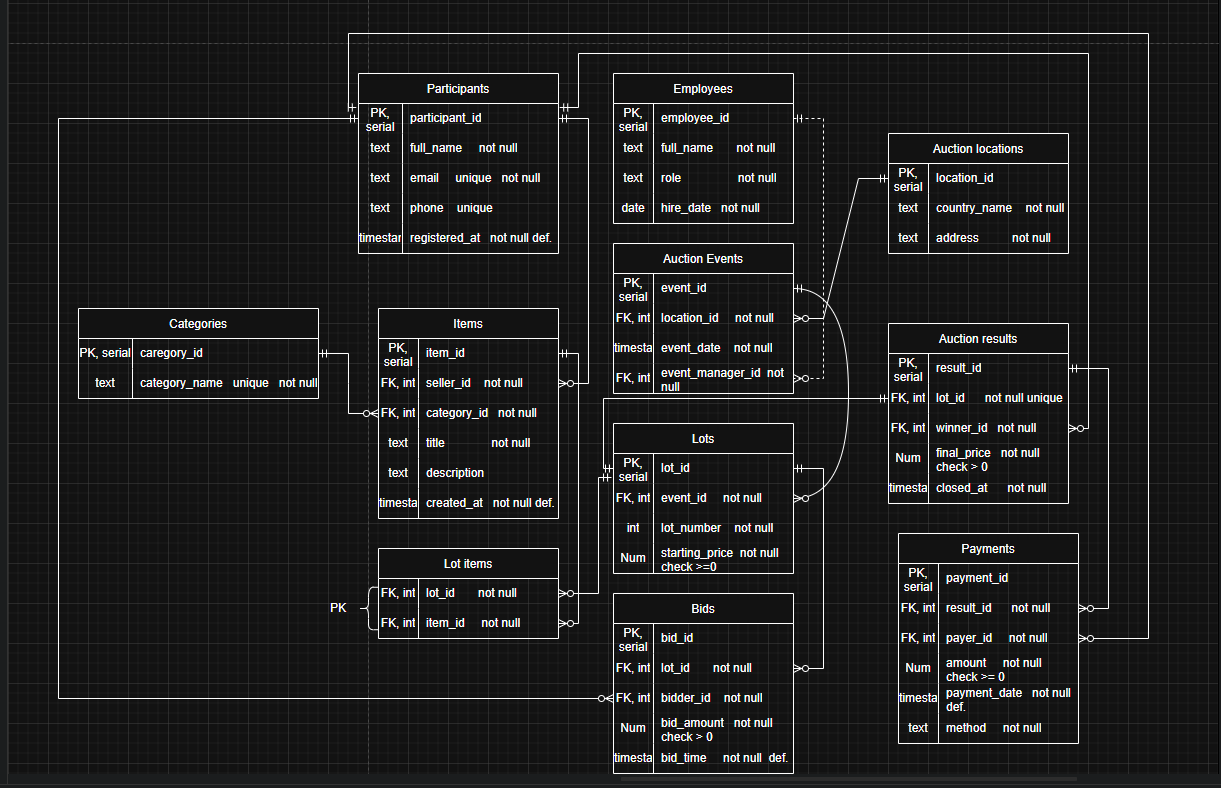 Participants
PK,
serial
participant_id
text full_name not null
text email unique not null
text phone unique
timestar registered_at not null def.
Employees
PK,
serial
employee_id
text full_name not null
text role not null
date hire_date not null
Auction locations
PK,
serial
location_id
text country_name not null
text address not null
Auction Events
PK,
serial
event_id
FK, int location_id not null
timesta event_date not null
FK, int event_manager_id not
null
Categories
PK, serial caregory_id
text category_name unique not null
Items
PK,
serial
item_id
FK, int seller_id not null
FK, int category_id not null
text title not null
text description
timesta created_at not null def.
Auction results
PK,
serial
result_id
FK, int lot_id not null unique
FK, int winner_id not null
Num final_price not null
check > 0
timesta closed_at not null
Lots
PK,
serial
lot_id
FK, int event_id not null
int lot_number not null
Num starting_price not null
check >=0
Lot items
PK
FK, int lot_id not null
FK, int item_id not null
Bids
PK,
serial
bid_id
FK, int lot_id not null
FK, int bidder_id not null
Num bid_amount not null
check > 0
timesta bid_time not null def.
Payments
PK,
serial
payment_id
FK, int result_id not null
FK, int payer_id not null
Num amount not null
check >= 0
timesta payment_date not null
def.
text method not null